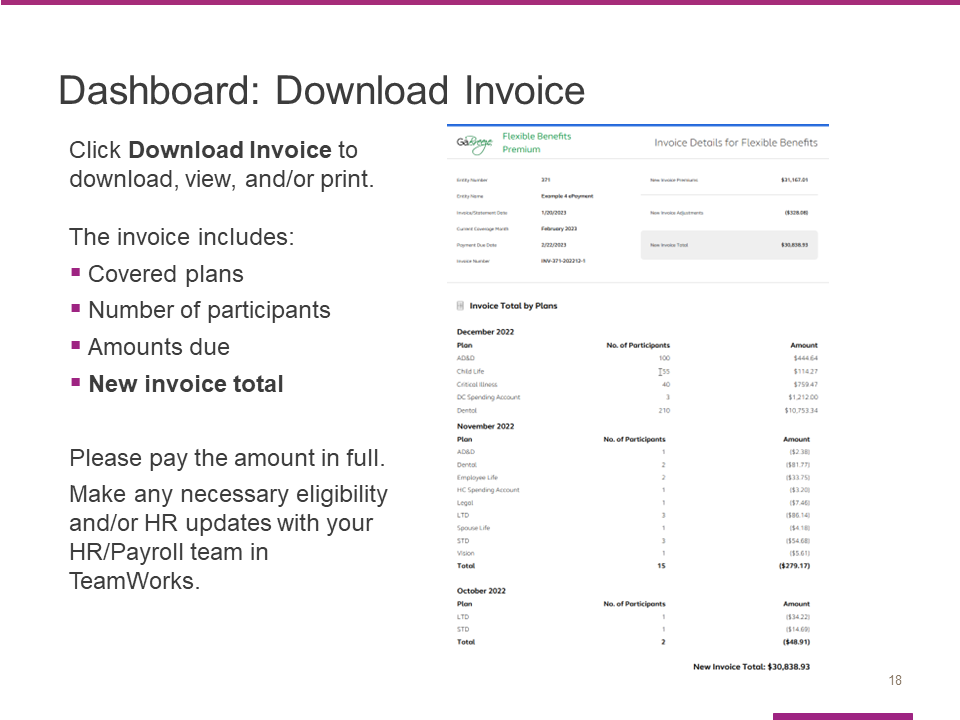 Dashboard: Download Invoice
Click Download Invoice to
download, view, and/or print.
The invoice includes:
Covered plans
Number of participants
Amounts due
New invoice total
Please pay the amount in full.
Make any necessary eligibility
and/or HR updates with your
HR/Payroll team in
TeamWorks.
GaBreeze
Flexible Benefits
Premium
Invoice Details for Flexible Benefits
Entity Number 371
Entity Name Example 4 ePayment
Invoice/Statement Date 1/20/2023
Current Coverage Month February 2023
Payment Due Date 2/22/2023
Invoice Number INV-371-202212-1
New Invoice Premiums $31,167.01
New Invoice Adjustments ($328.08)
New Invoice Total $30,838.93
Invoice Total by Plans
December 2022
Plan No. of Participants Amount
AD&D 100 $444.64
Child Life 55 $114.27
Critical Illness 40 $759.47
DC Spending Account 3 $1,212.00
Dental 210 $10,753.34
November 2022
Plan No. of Participants Amount
AD&D 1 ($2.38)
Dental 2 ($81.77)
Employee Life 2 ($33.75)
HC Spending Account 1 ($3.20)
Legal 1 ($7.46)
LTD 3 ($86.14)
Spouse Life 1 ($4.18)
STD 3 ($54.68)
Vision 1 ($5.61)
Total 15 ($279.17)
October 2022
Plan No. of Participants Amount
LTD 1 ($34.22)
STD 1 ($14.69)
Total 2 ($48.91)
New Invoice Total: $30,838.93
18